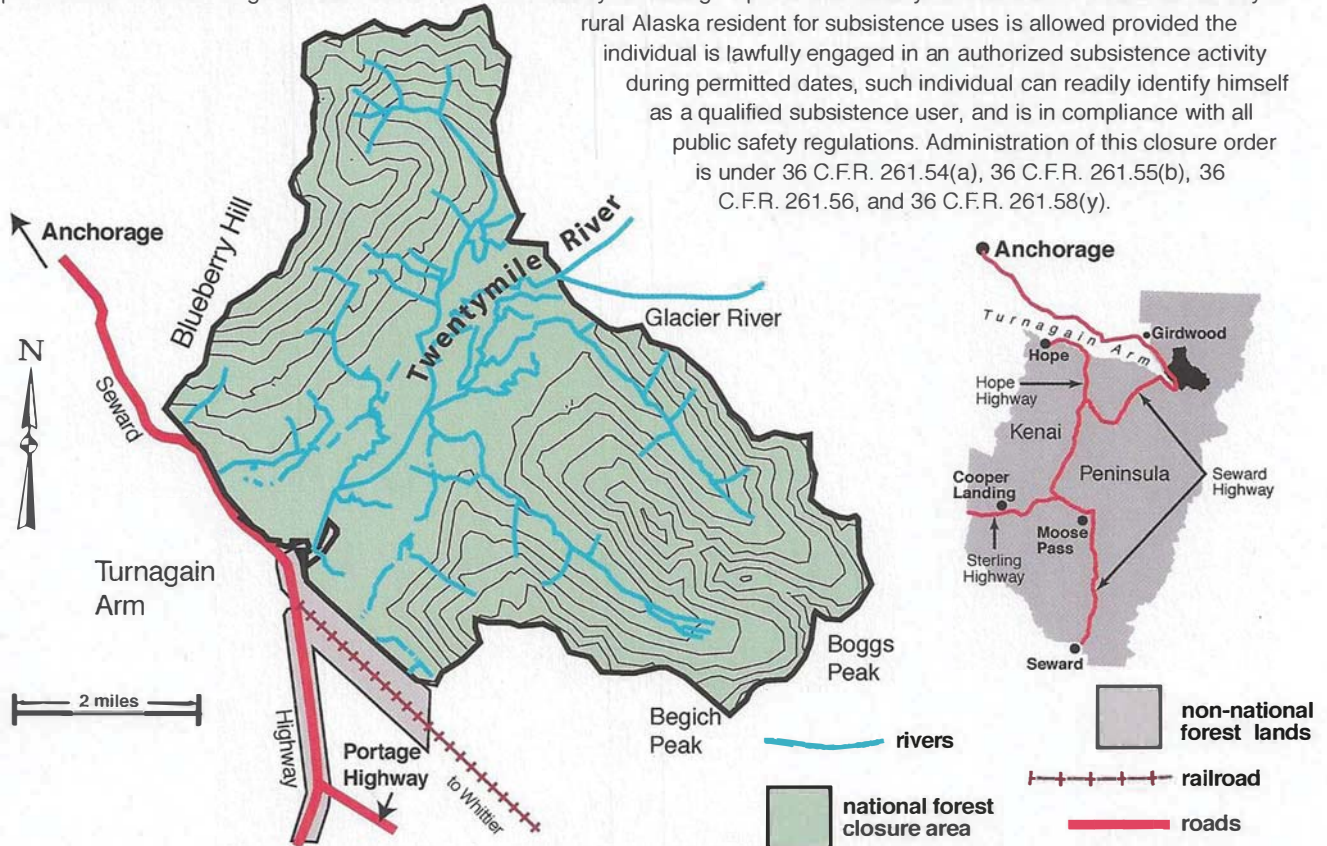 rural Alaska resident for subsistence uses is allowed provided the
individual is lawfully engaged in an authorized subsistence activity
during permitted dates, such individual can readily identify himself
as a qualified subsistence user, and is in compliance with all
public safety regulations. Administration of this closure order
is under 36 C.F.R. 261.54(a), 36 C.F.R. 261.55(b), 36
C.F.R. 261.56, and 36 C.F.R. 261.58(y).
Anchorage
Blueberry Hill
Twentymile River
Glacier River
N
Seward
Turnagain
Arm
2 miles
Highway
Portage
Highway
to Whittier
Begich
Peak
Boggs
Peak
Anchorage
Turnagain Arm
Girdwood
Hope
Hope
Highway
Kenai
Peninsula
Cooper
Landing
Seward
Highway
Moose
Pass
Sterling
Highway
Seward
rivers
national forest
closure area
non-national
forest lands
railroad
roads